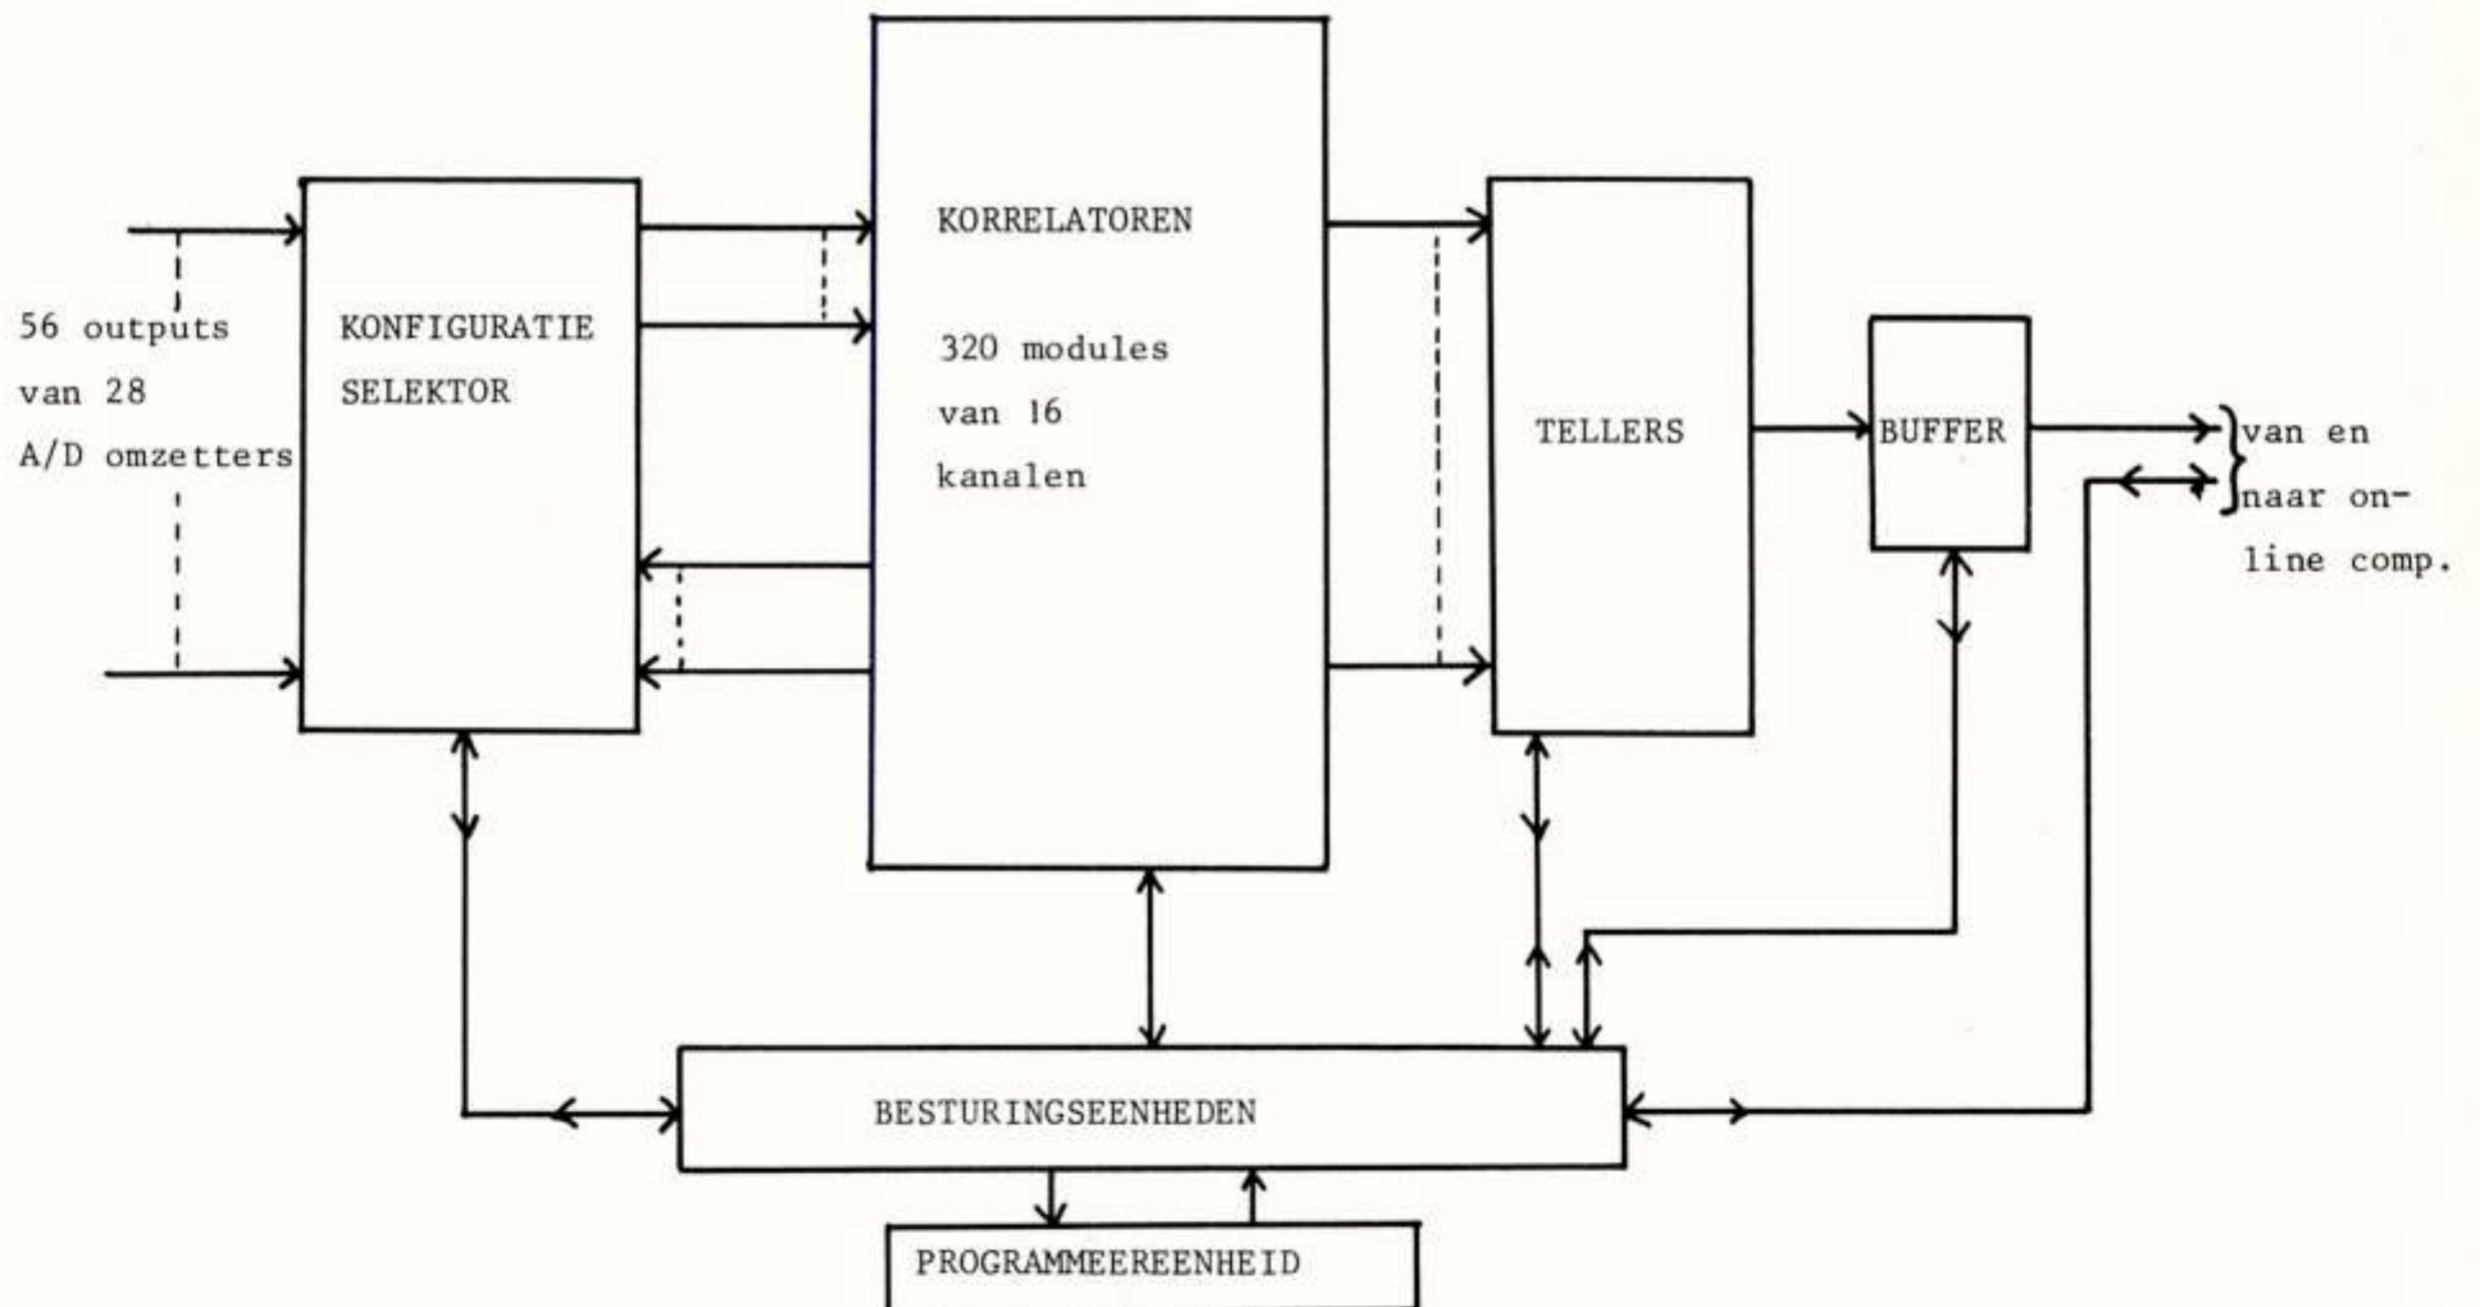 56 outputs
van 28
A/D omzetters
KONFIGURATIE
SELEKTOR
KORRELATOREN
320 modules
van 16
kanalen
TELLERS
BUFFER
van en
naar on-
line comp.
BESTURINGSEENHEDEN
PROGRAMMEEREENHEID